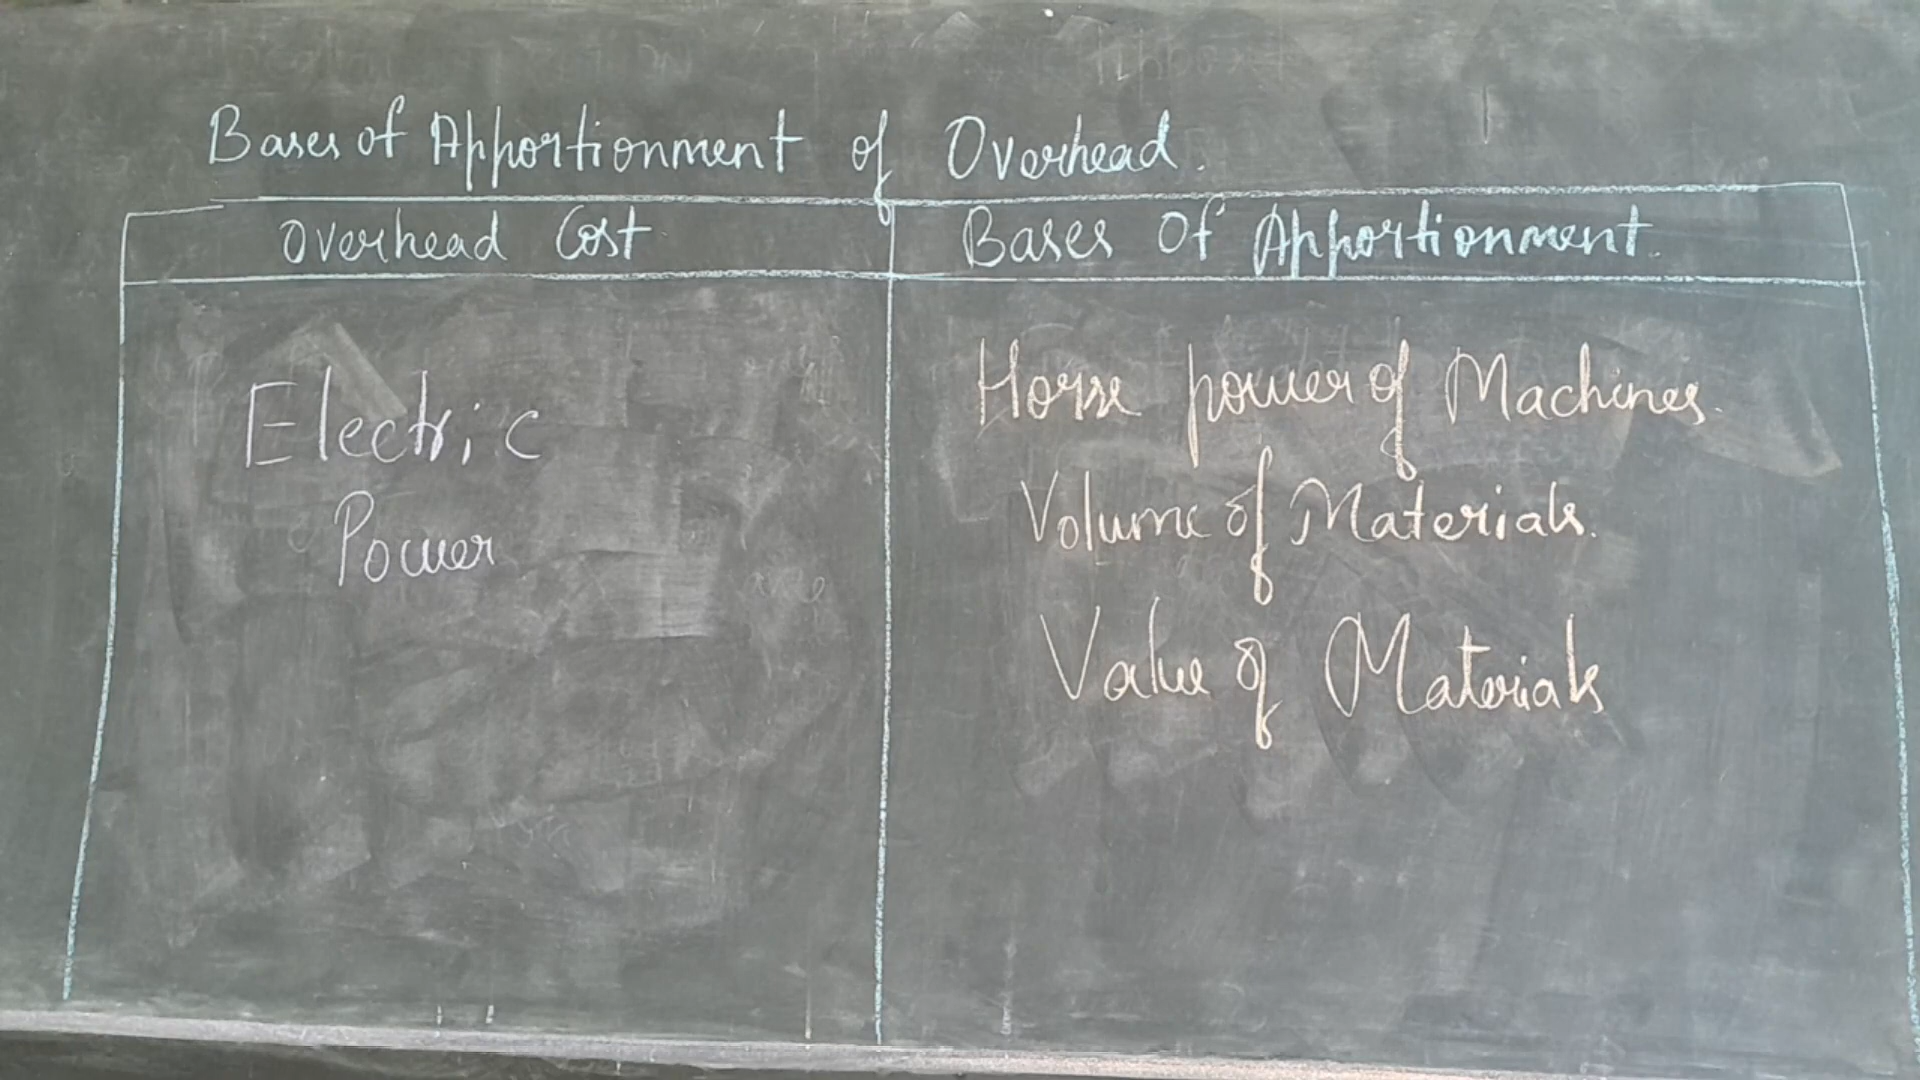 Bases of Apportionment of Overhead.
Overhead Cost
Bases Of Apportionment.
Electric
Power
Horse power of Machines.
Volume of Materials.
Value of Materials